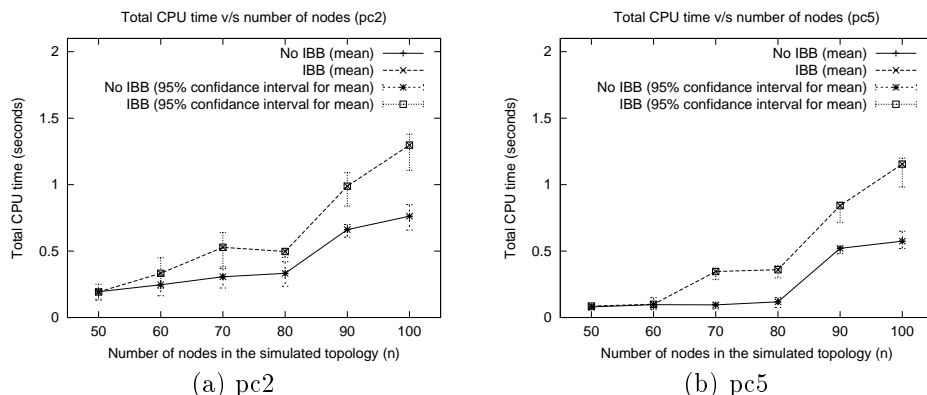 Total CPU time v/s number of nodes (pc2)
No IBB (mean)
IBB (mean)
No IBB (95% confidance interval for mean)
IBB (95% confidance interval for mean)
Total CPU time (seconds)
2
1.5
1
0.5
0
50 60 70 80 90 100
Number of nodes in the simulated topology (n)
(a) pc2
Total CPU time v/s number of nodes (pc5)
No IBB (mean)
IBB (mean)
No IBB (95% confidance interval for mean)
IBB (95% confidance interval for mean)
Total CPU time (seconds)
2
1.5
1
0.5
0
50 60 70 80 90 100
Number of nodes in the simulated topology (n)
(b) pc5